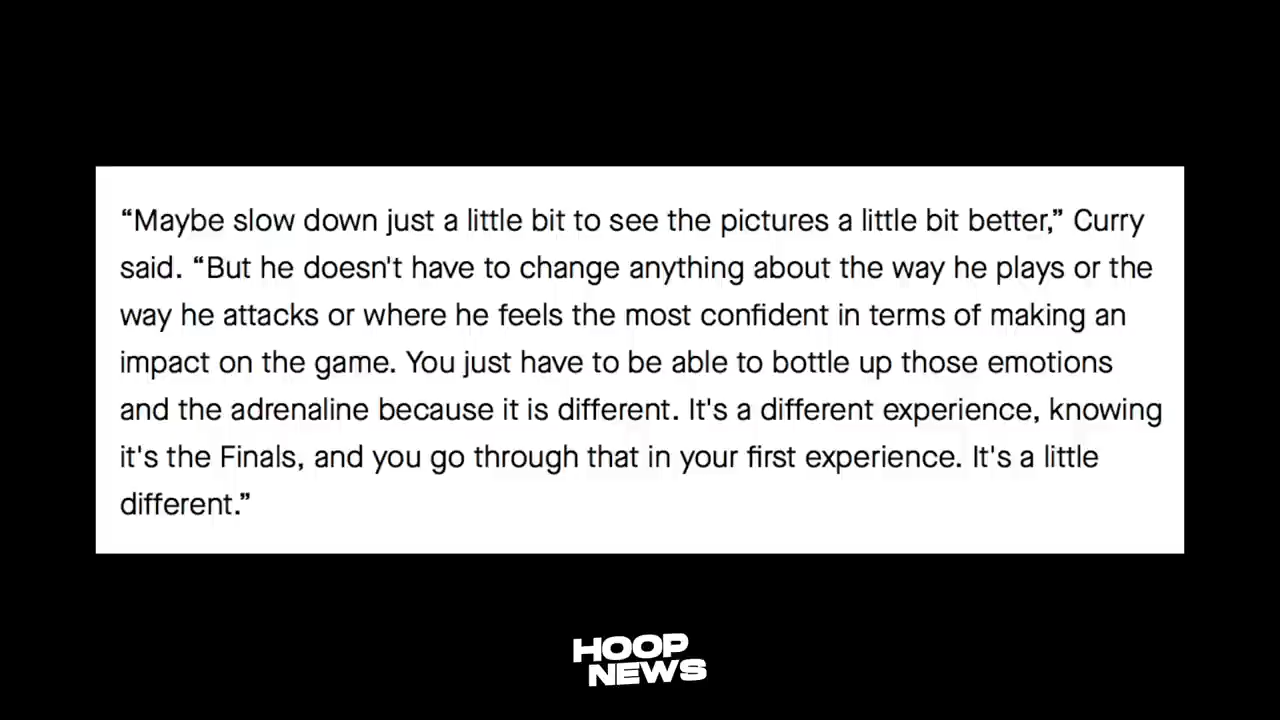 “Maybe slow down just a little bit to see the pictures a little bit better,” Curry
said. “But he doesn't have to change anything about the way he plays or the
way he attacks or where he feels the most confident in terms of making an
impact on the game. You just have to be able to bottle up those emotions
and the adrenaline because it is different. It's a different experience, knowing
it's the Finals, and you go through that in your first experience. It's a little
different.”
HOOP
NEWS